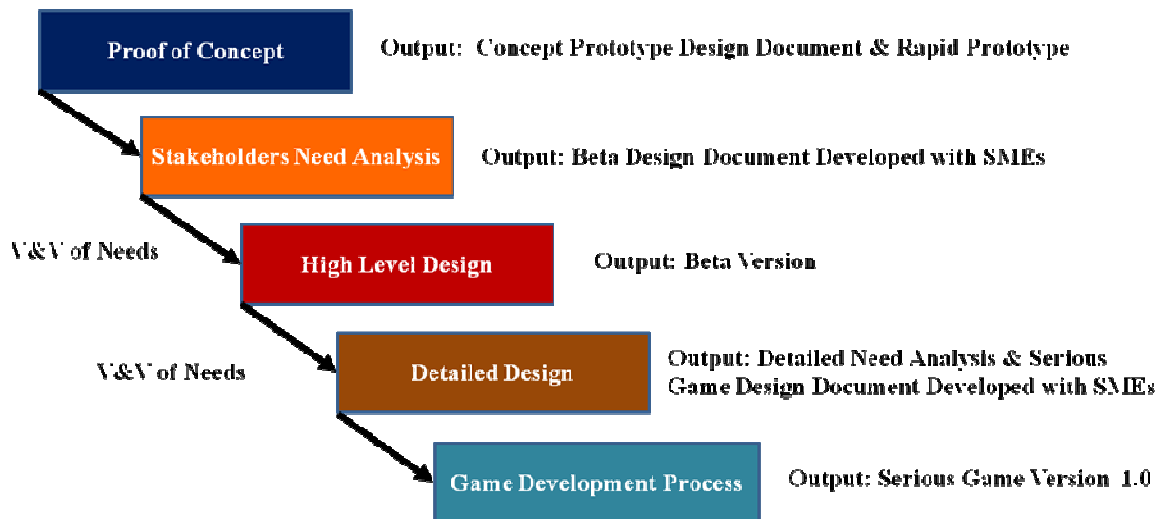 Proof of Concept
Output: Concept Prototype Design Document & Rapid Prototype
Stakeholders Need Analysis
Output: Beta Design Document Developed with SMEs
V&V of Needs
High Level Design
Output: Beta Version
V&V of Needs
Detailed Design
Output: Detailed Need Analysis & Serious
Game Design Document Developed with SMEs
Game Development Process
Output: Serious Game Version 1.0